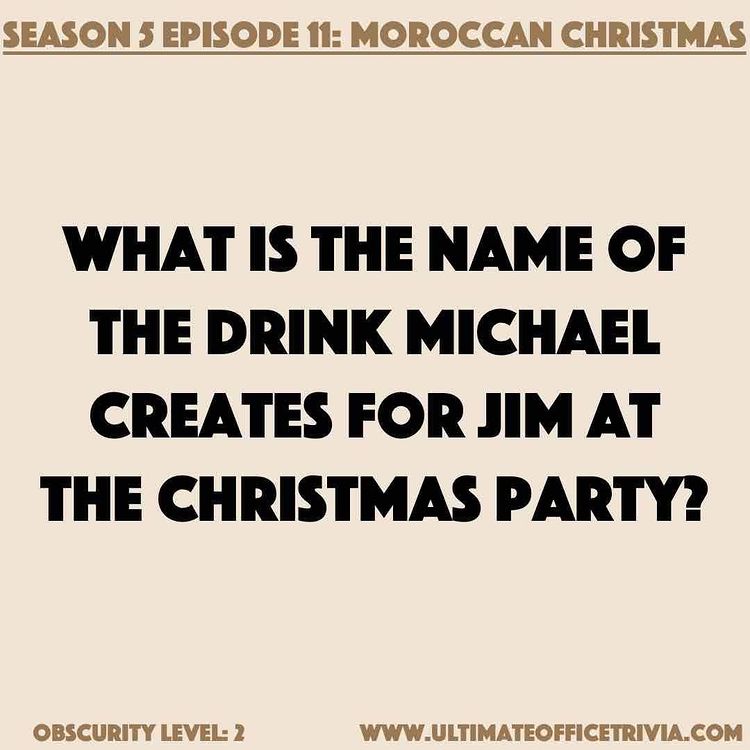 SEASON 5 EPISODE 11: MOROCCAN CHRISTMAS
WHAT IS THE NAME OF
THE DRINK MICHAEL
CREATES FOR JIM AT
THE CHRISTMAS PARTY?
OBSCURITY LEVEL: 2
WWW.ULTIMATEOFFICETRIVIA.COM